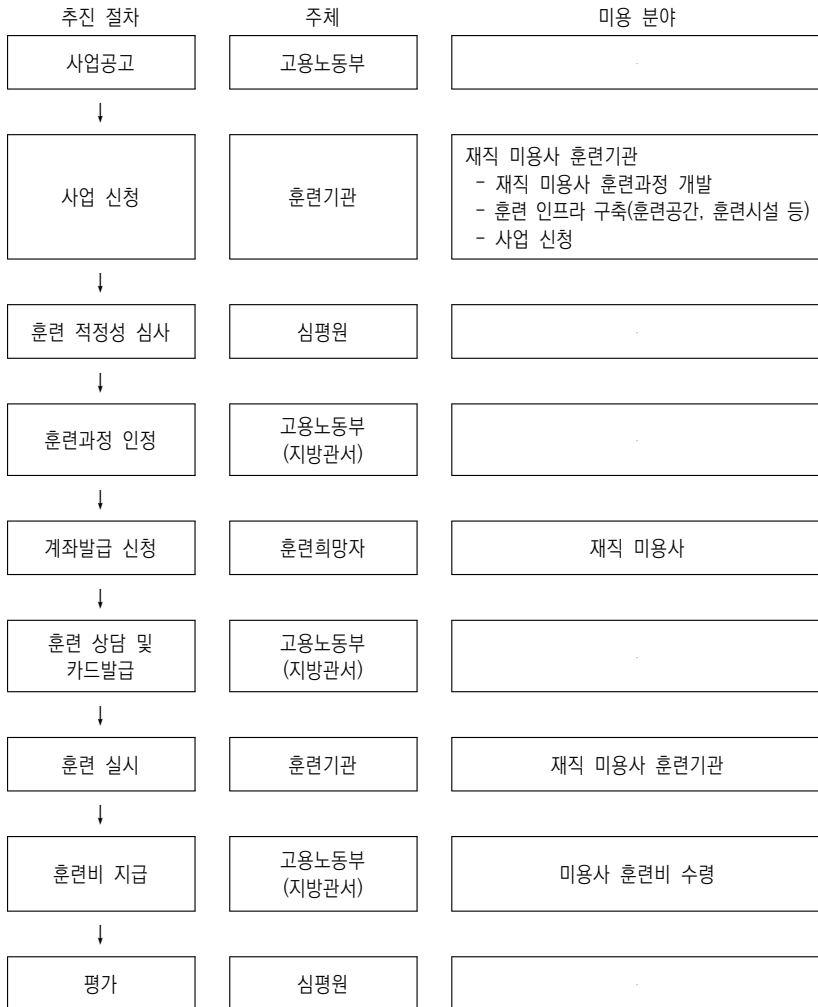 추진 절차 주체 미용 분야
사업공고 고용노동부 .
↓
사업 신청 훈련기관
재직 미용사 훈련기관
- 재직 미용사 훈련과정 개발
- 훈련 인프라 구축(훈련공간, 훈련시설 등)
- 사업 신청
↓
훈련 적정성 심사 심평원 .
↓
훈련과정 인정
고용노동부
(지방관서)
.
↓
계좌발급 신청 훈련희망자 재직 미용사
↓
훈련 상담 및
카드발급
고용노동부
(지방관서)
.
↓
훈련 실시 훈련기관 재직 미용사 훈련기관
↓
훈련비 지급
고용노동부
(지방관서)
미용사 훈련비 수령
↓
평가 심평원 .